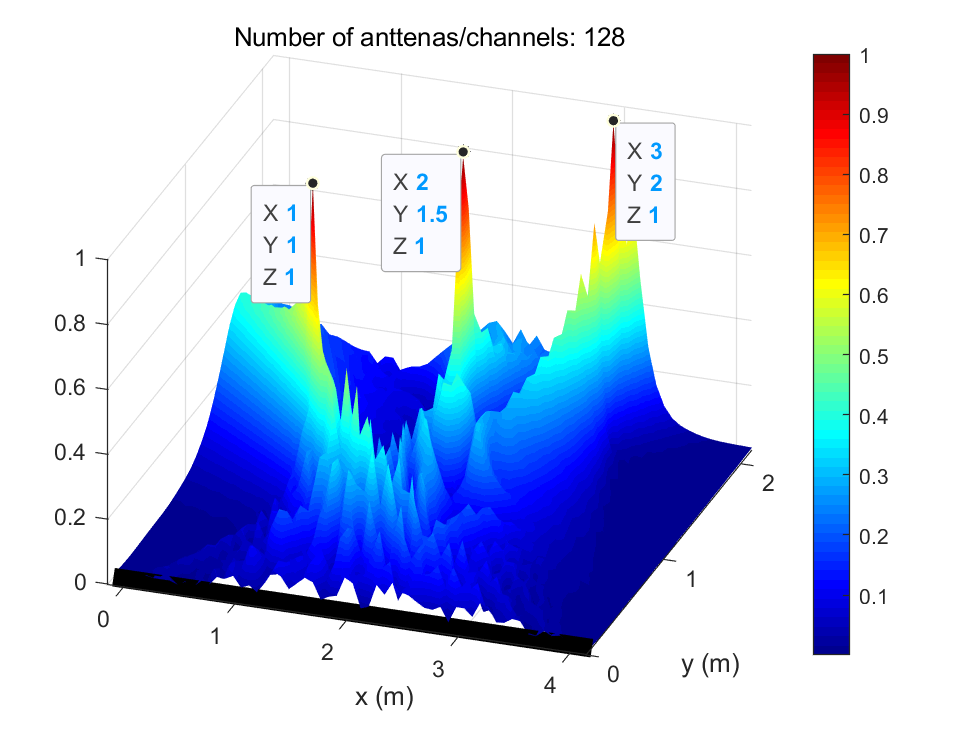 Number of anttenas/channels: 128
X 1
Y 1
Z 1
X 2
Y 1.5
Z 1
X 3
Y 2
Z 1
1
0.8
0.6
0.4
0.2
0
0
1
2
3
4
x (m)
0
1
2
y (m)
1
0.9
0.8
0.7
0.6
0.5
0.4
0.3
0.2
0.1